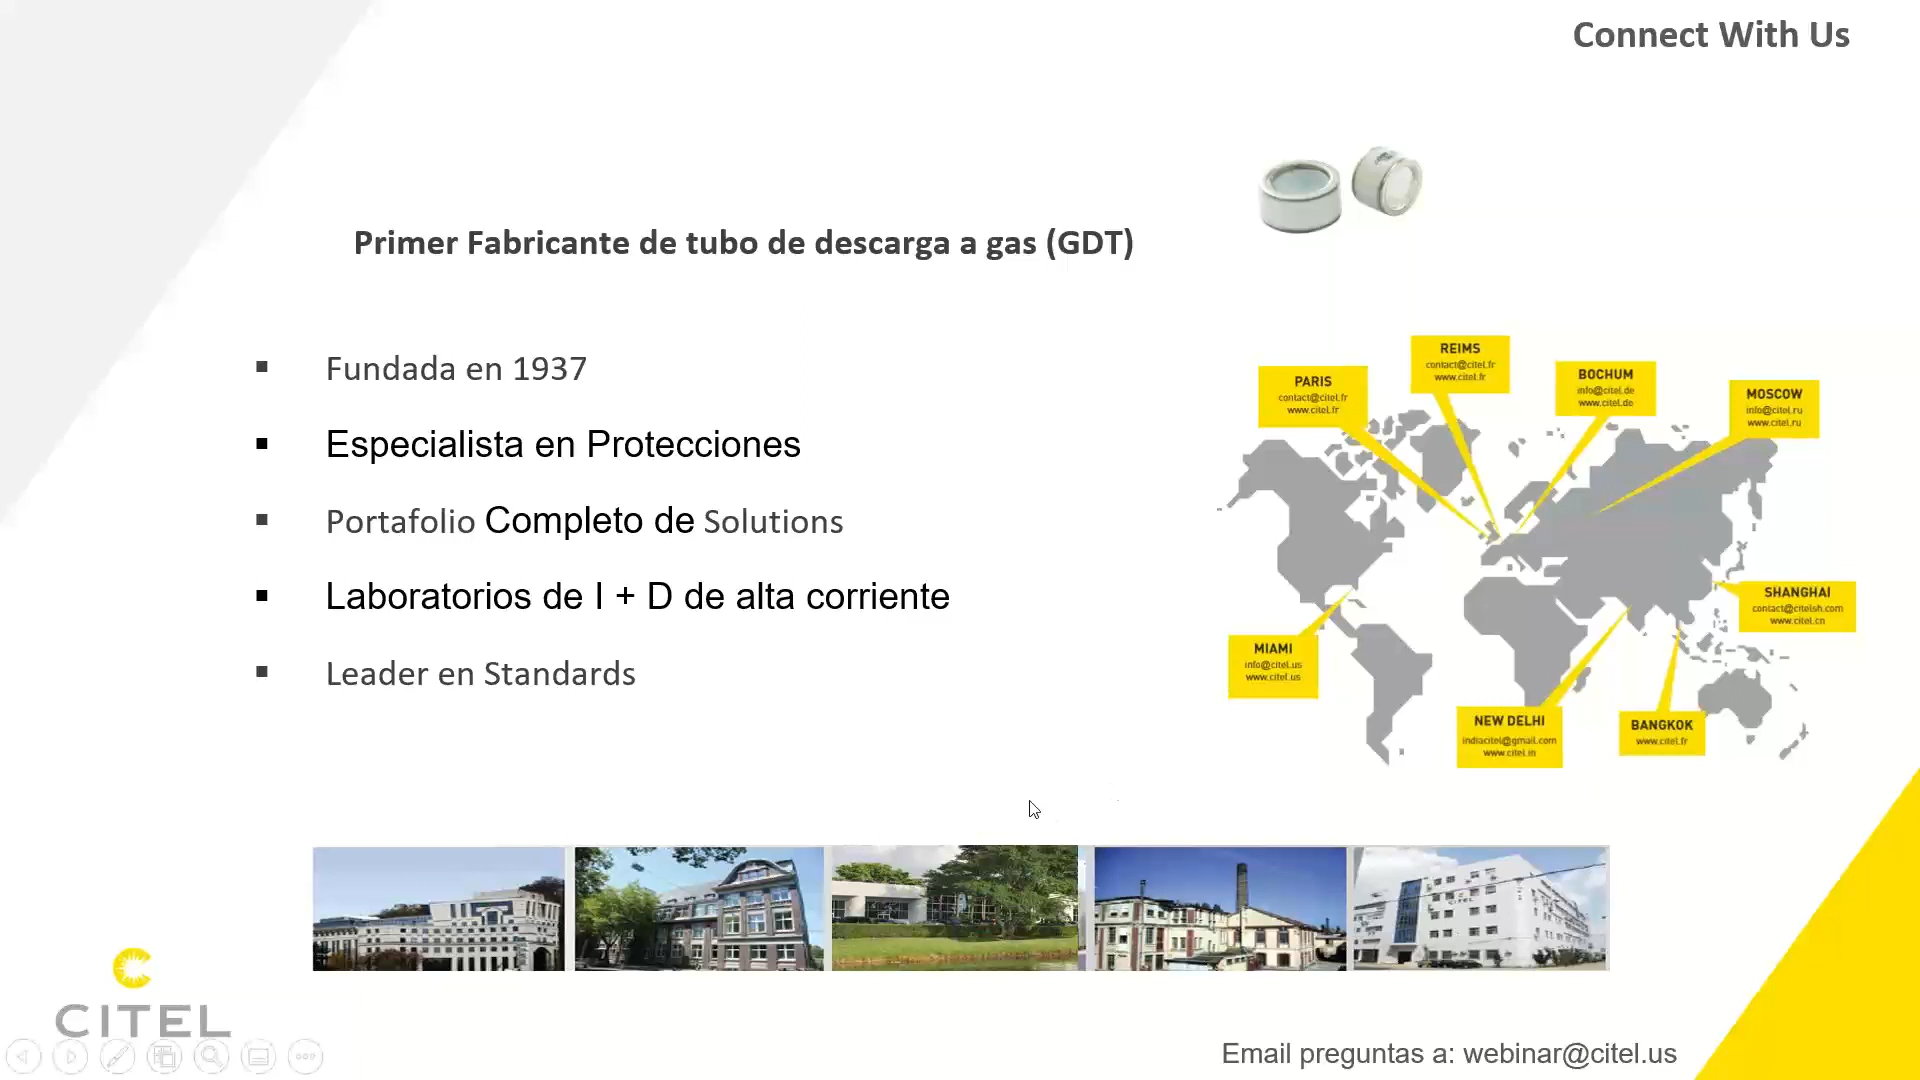 Connect With Us
Primer Fabricante de tubo de descarga a gas (GDT)
▪ Fundada en 1937
▪ Especialista en Protecciones
▪ Portafolio Completo de Solutions
▪ Laboratorios de I + D de alta corriente
▪ Leader en Standards
REIMS
contact@citel.fr
www.citel.fr
PARIS
contact@citel.fr
www.citel.fr
BOCHUM
info@citel.de
www.citel.de
MOSCOW
info@citel.ru
www.citel.ru
SHANGHAI
contact@citelsh.com
www.citel.cn
MIAMI
info@citel.us
www.citel.us
NEW DELHI
indiacitel@gmail.com
www.citel.in
BANGKOK
www.citel.fr
CITEL
CITEL
Email preguntas a: webinar@citel.us